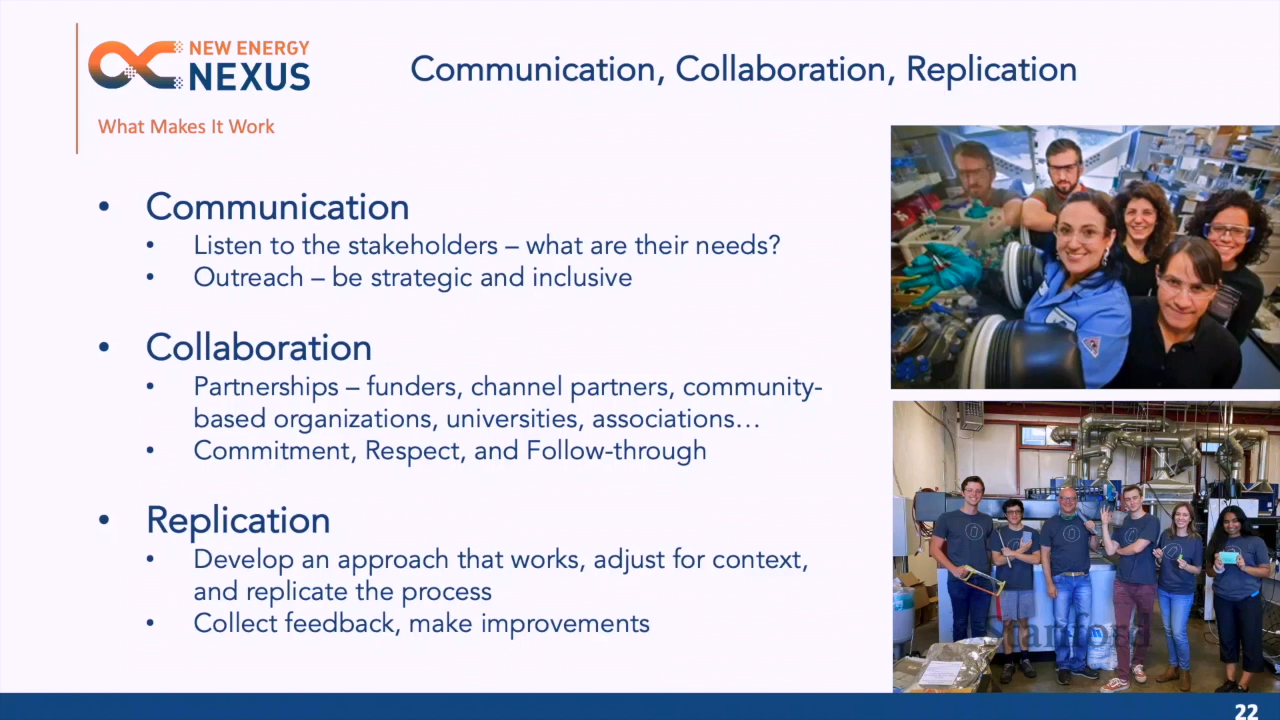 NEW ENERGY
NEXUS
Communication, Collaboration, Replication
What Makes It Work
• Communication
• Listen to the stakeholders – what are their needs?
• Outreach – be strategic and inclusive
• Collaboration
• Partnerships – funders, channel partners, community-
based organizations, universities, associations…
• Commitment, Respect, and Follow-through
• Replication
• Develop an approach that works, adjust for context,
and replicate the process
• Collect feedback, make improvements
Stanford
22